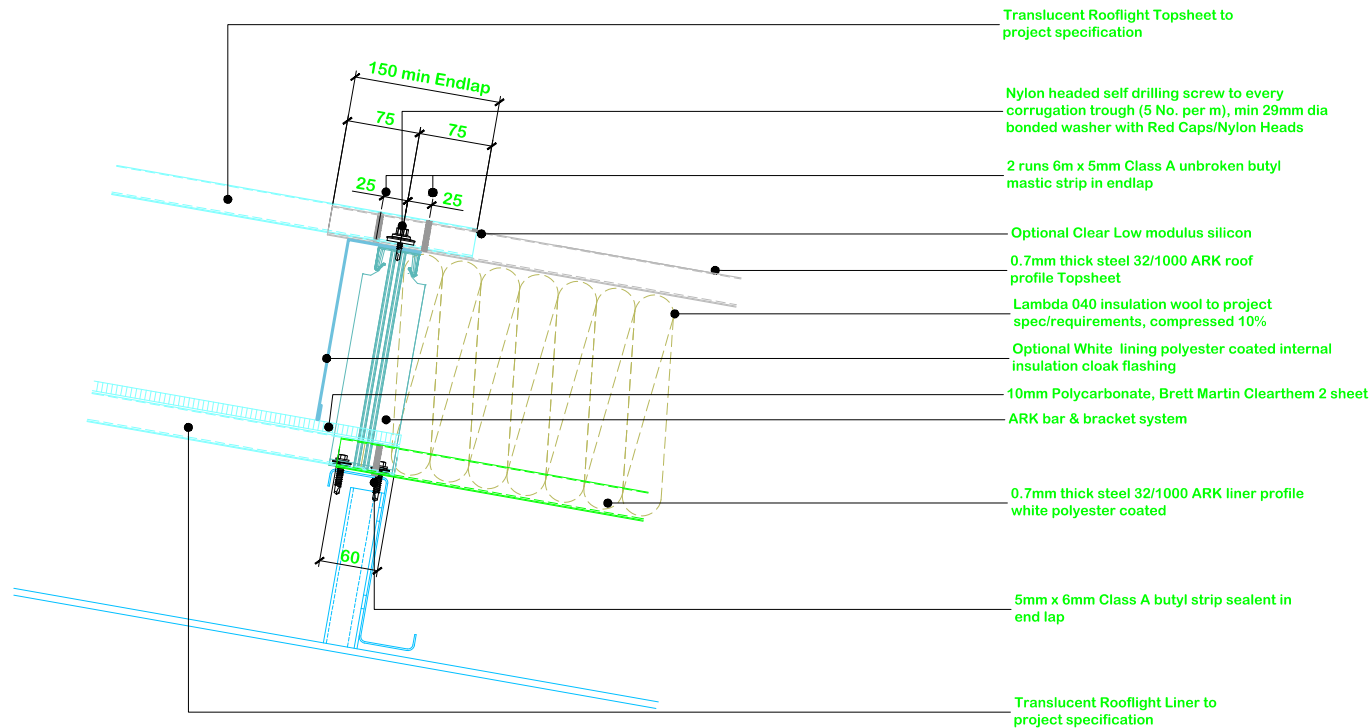 Translucent Rooflight Topsheet to
project specification
150 min Endlap
Nylon headed self drilling screw to every
corrugation trough (5 No. per m), min 29mm dia
bonded washer with Red Caps/Nylon Heads
75
75
2 runs 6m x 5mm Class A unbroken butyl
mastic strip in endlap
25
25
Optional Clear Low modulus silicon
0.7mm thick steel 32/1000 ARK roof
profile Topsheet
Lambda 040 insulation wool to project
spec/requirements, compressed 10%
Optional White lining polyester coated internal
insulation cloak flashing
10mm Polycarbonate, Brett Martin Clearthem 2 sheet
ARK bar & bracket system
0.7mm thick steel 32/1000 ARK liner profile
white polyester coated
60
5mm x 6mm Class A butyl strip sealent in
end lap
Translucent Rooflight Liner to
project specification